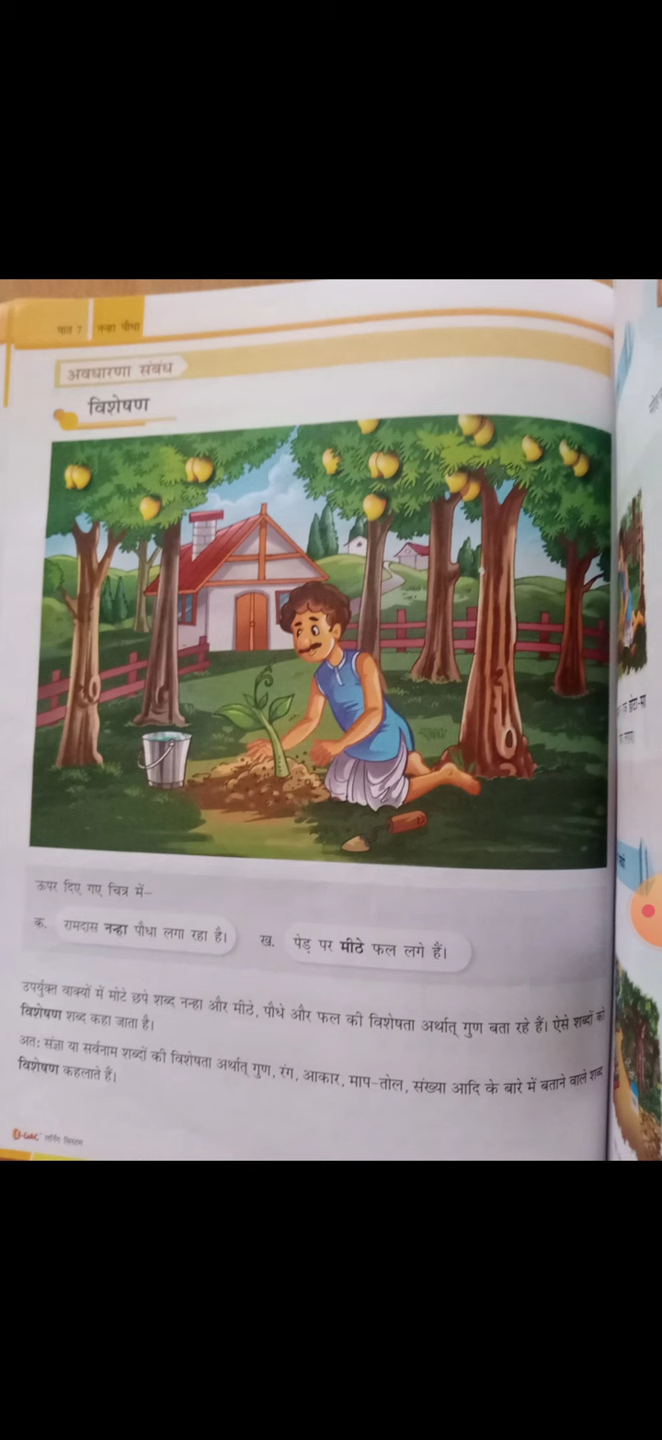 पाठ 7 नन्हा पौधा
अवधारणा संबंध
विशेषण
ऊपर दिए गए चित्र में–
क. रामदास नन्हा पौधा लगा रहा है।
ख. पेड़ पर मीठे फल लगे हैं।
उपर्युक्त वाक्यों में मोटे छपे शब्द नन्हा और मीठे, पौधे और फल की विशेषता अर्थात् गुण बता रहे हैं। ऐसे शब्दों को
विशेषण शब्द कहा जाता है।
अतः संज्ञा या सर्वनाम शब्दों की विशेषता अर्थात् गुण, रंग, आकार, माप-तोल, संख्या आदि के बारे में बताने वाले शब्द
विशेषण कहलाते हैं।
लर्निंग सिस्टम
छोटा-सा